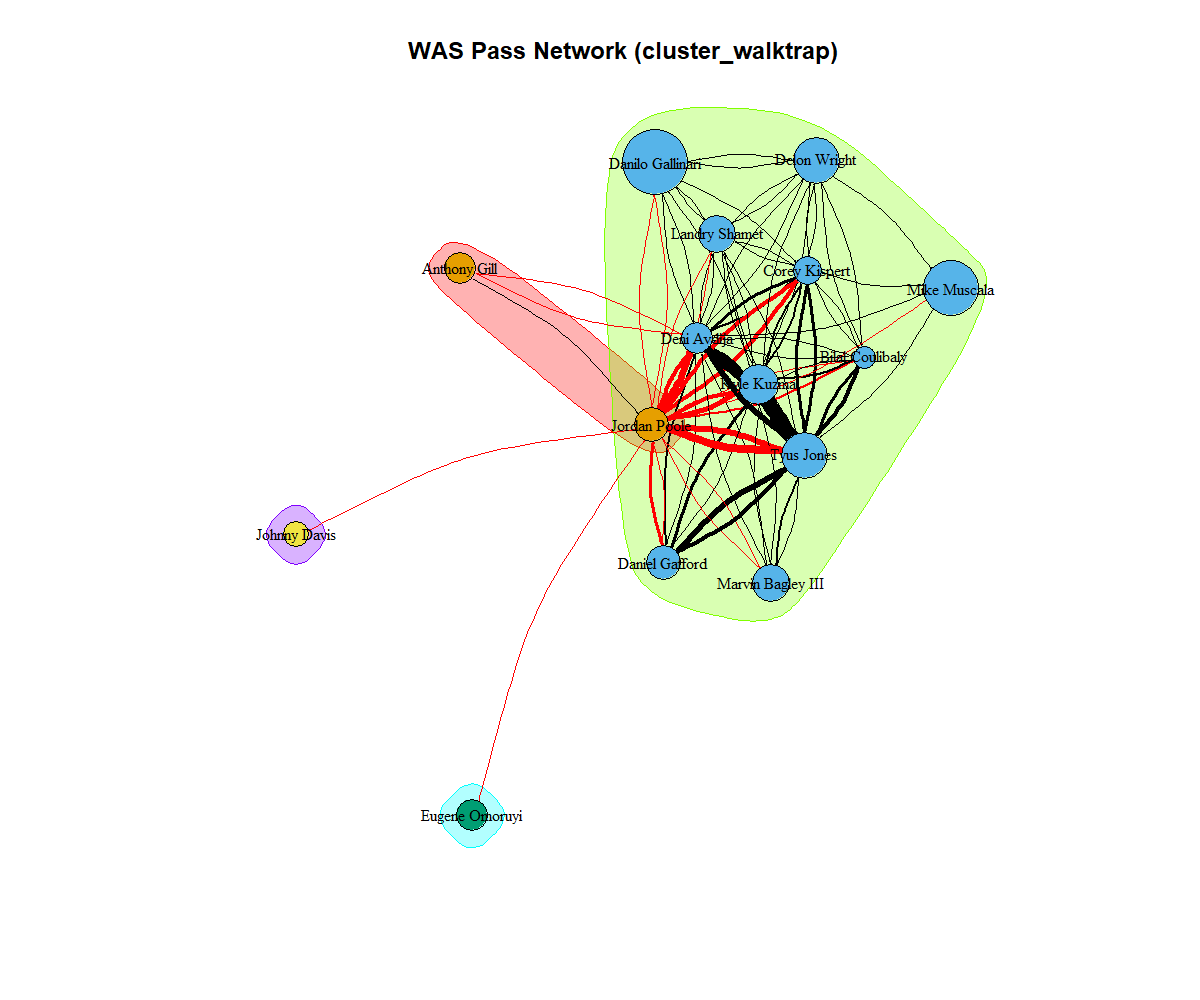 WAS Pass Network (cluster_walktrap)
Danilo Gallinari
Delon Wright
Landry Shamet
Anthony Gill
Corey Kispert
Mike Muscala
Deni Avdija
Bilal Coulibaly
Kyle Kuzma
Jordan Poole
Tyus Jones
Johnny Davis
Daniel Gafford
Marvin Bagley III
Eugene Omoruyi